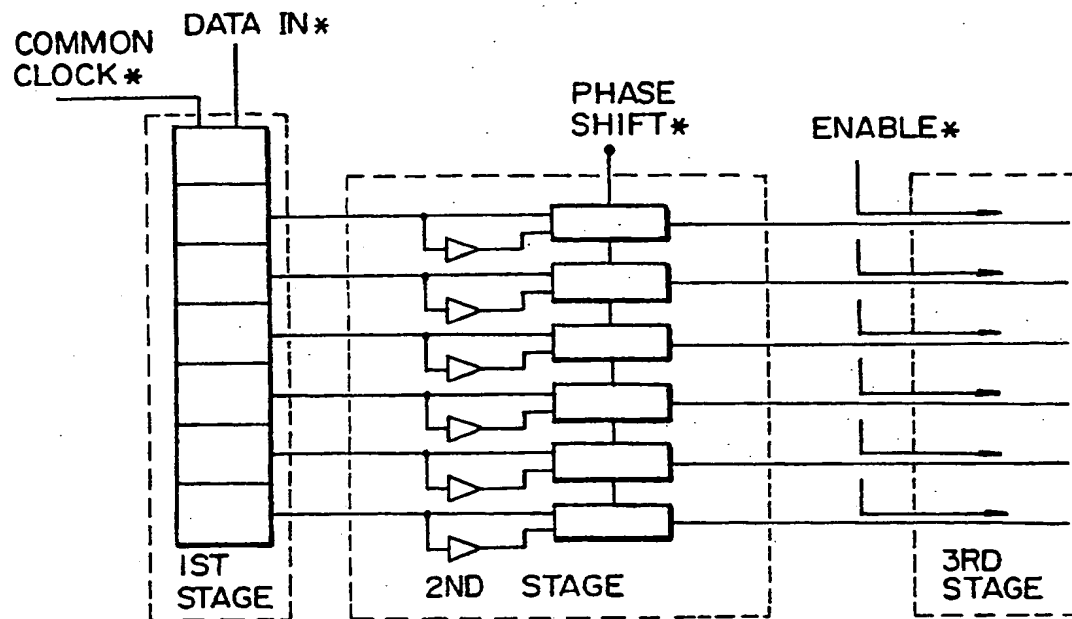 COMMON
CLOCK*
DATA IN*
PHASE
SHIFT*
ENABLE*
1ST
STAGE
2ND STAGE
3RD
STAGE